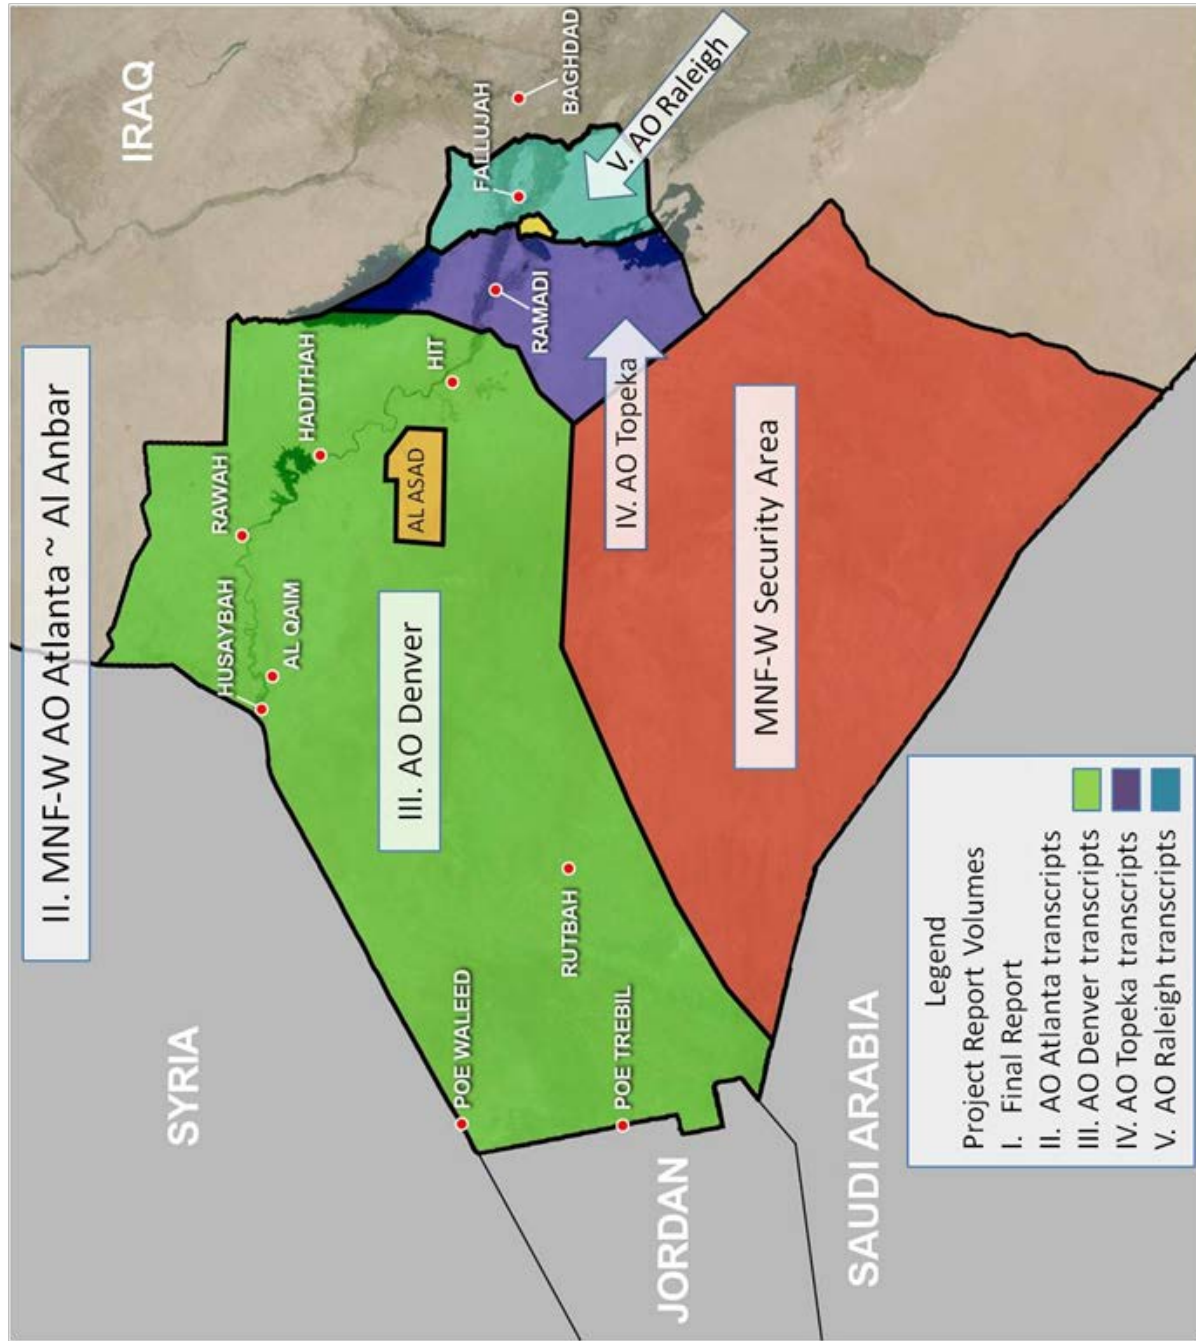 II. MNF-W AO Atlanta ~ Al Anbar
IRAQ
SYRIA
RAWAH
HUSAYBAH
HADITHAH
AL QAIM
HIT
FALLUJAH
BAGHDAD
AL ASAD
RAMADI
V. AO Raleigh
III. AO Denver
POE WALEED
RUTBAH
IV. AO Topeka
POE TREBIL
JORDAN
MNF-W Security Area
SAUDI ARABIA
Legend
Project Report Volumes
I. Final Report
II. AO Atlanta transcripts
III. AO Denver transcripts
IV. AO Topeka transcripts
V. AO Raleigh transcripts